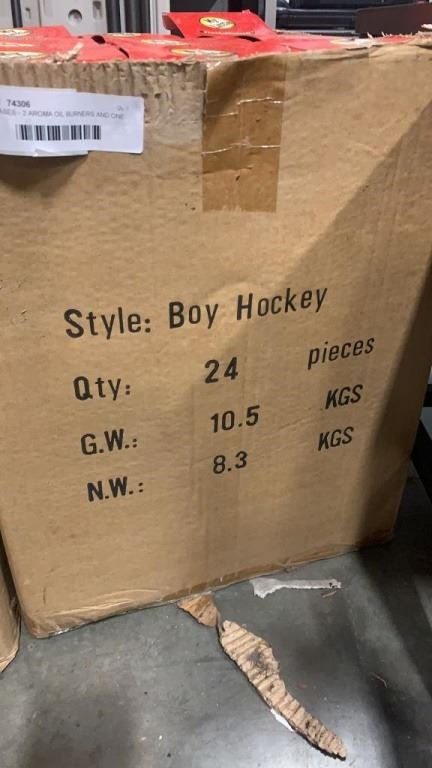 74306
ASES - 2 AROMA OIL BURNERS AND ONE
Style: Boy Hockey
Qty: 24 pieces
G.W.: 10.5 KGS
N.W.: 8.3 KGS